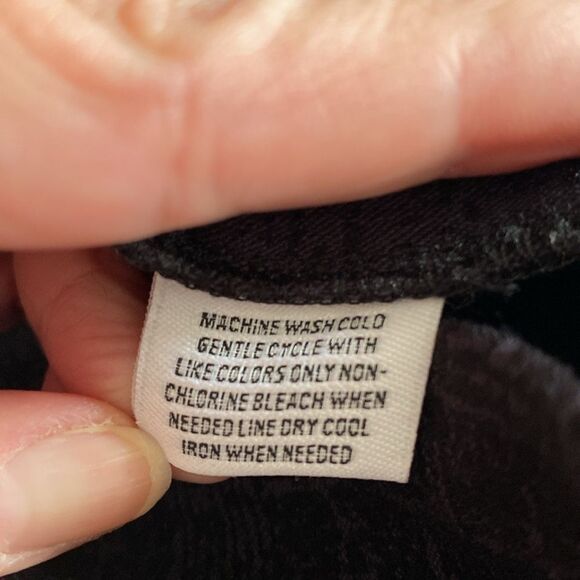 MACHINE WASH COLD
GENTLE CYCLE WITH
LIKE COLORS ONLY NON-
CHLORINE BLEACH WHEN
NEEDED LINE DRY COOL
IRON WHEN NEEDED